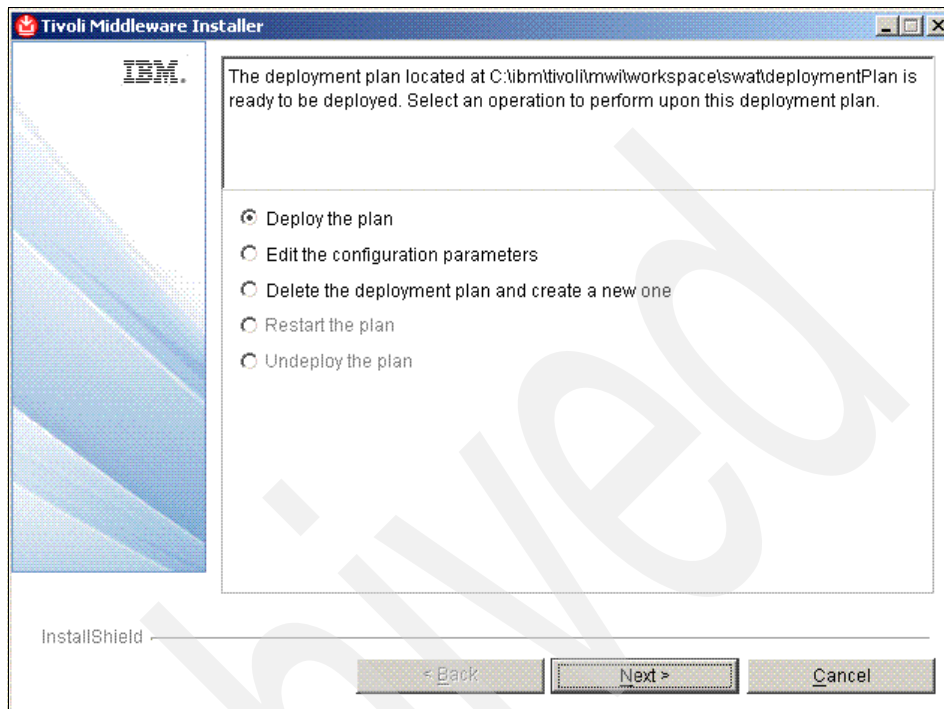 Tivoli Middleware Installer
IBM.
The deployment plan located at C:\ibm\tivoli\mwi\workspace\swat\deploymentPlan is
ready to be deployed. Select an operation to perform upon this deployment plan.
Deploy the plan
Edit the configuration parameters
Delete the deployment plan and create a new one
Restart the plan
Undeploy the plan
InstallShield
< Back
Next >
Cancel
hived